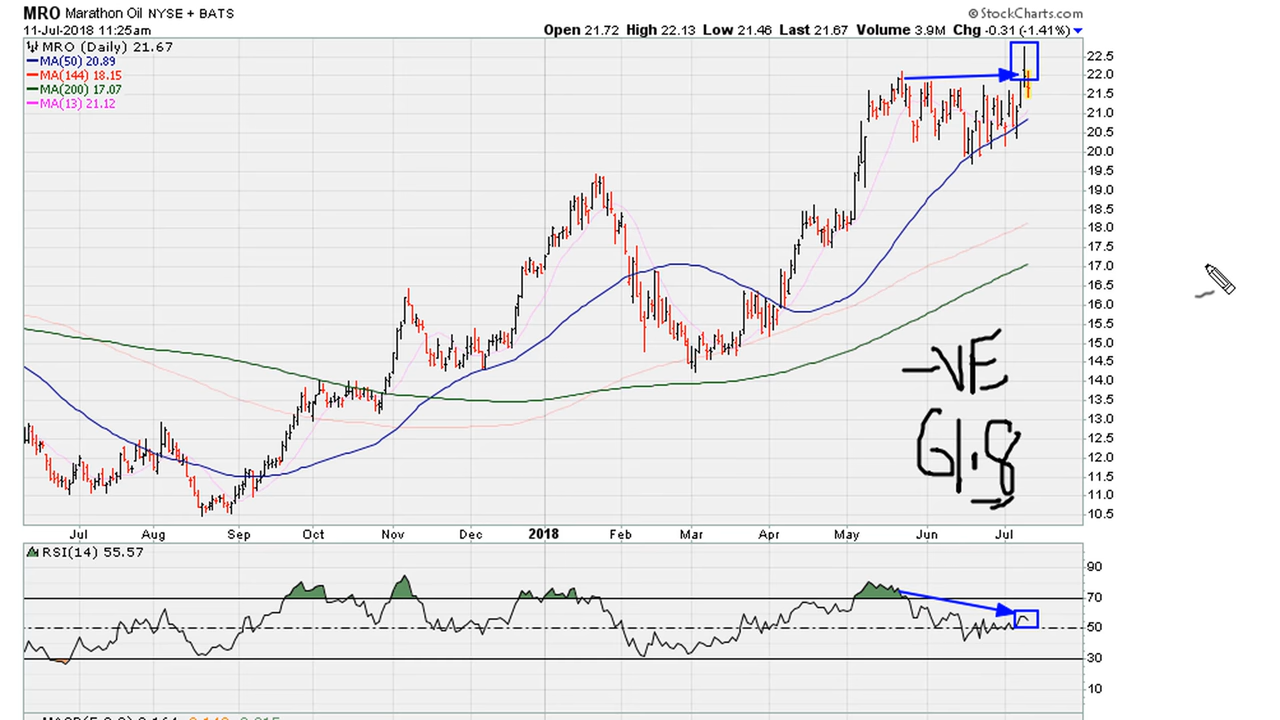 MRO Marathon Oil NYSE + BATS
© StockCharts.com
11-Jul-2018 11:25am
Open 21.72 High 22.13 Low 21.46 Last 21.67 Volume 3.9M Chg -0.31 (-1.41%)
MRO (Daily) 21.67
MA(50) 20.89
MA(144) 18.15
MA(200) 17.07
MA(13) 21.12
22.5
22.0
21.5
21.0
20.5
20.0
19.5
19.0
18.5
18.0
17.5
17.0
16.5
16.0
15.5
15.0
14.5
14.0
13.5
13.0
12.5
12.0
11.5
11.0
10.5
-VE
61.8
Jul Aug Sep Oct Nov Dec 2018 Feb Mar Apr May Jun Jul
RSI(14) 55.57
90
70
50
30
10